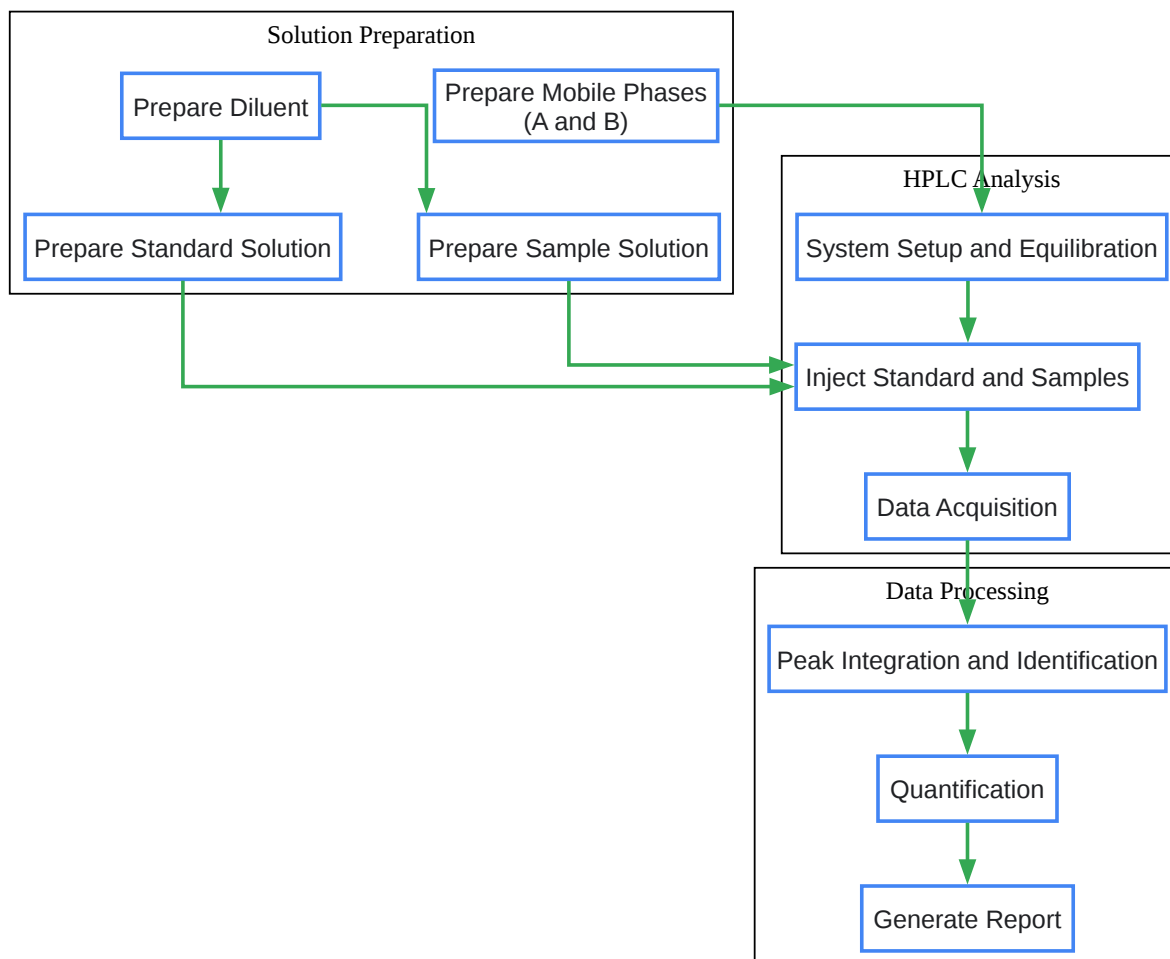 Solution Preparation
Prepare Diluent
Prepare Mobile Phases
(A and B)
Prepare Standard Solution
Prepare Sample Solution
HPLC Analysis
System Setup and Equilibration
Inject Standard and Samples
Data Acquisition
Data Processing
Peak Integration and Identification
Quantification
Generate Report